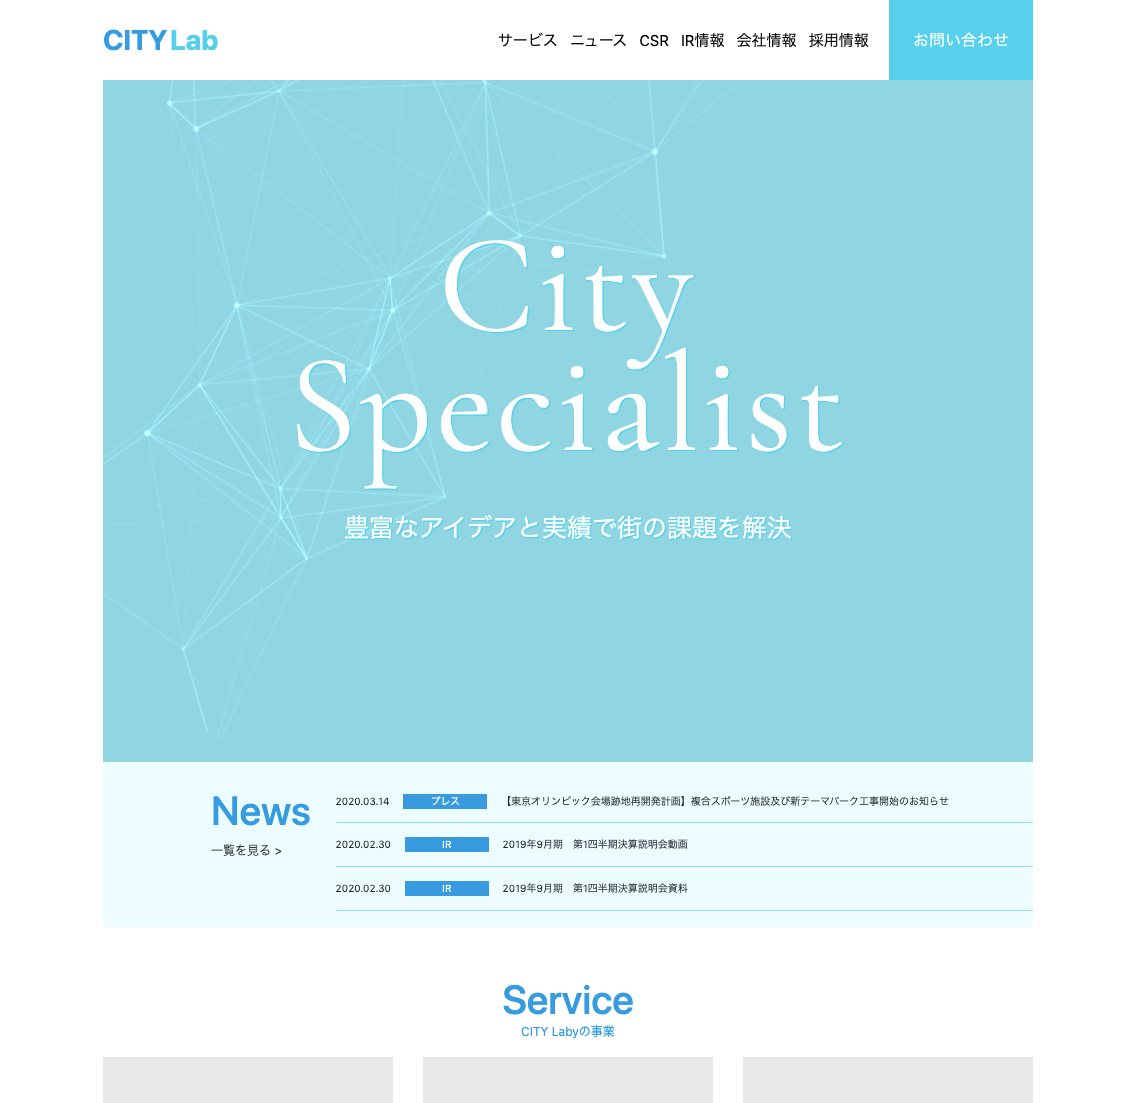 CITY Lab
サービス ニュース CSR IR情報 会社情報 採用情報 お問い合わせ
City
Specialist
豊富なアイデアと実績で街の課題を解決
News
一覧を見る >
2020.03.14 プレス 【東京オリンピック会場跡地再開発計画】複合スポーツ施設及び新テーマパーク工事開始のお知らせ
2020.02.30 IR 2019年9月期　第1四半期決算説明会動画
2020.02.30 IR 2019年9月期　第1四半期決算説明会資料
Service
CITY Labyの事業